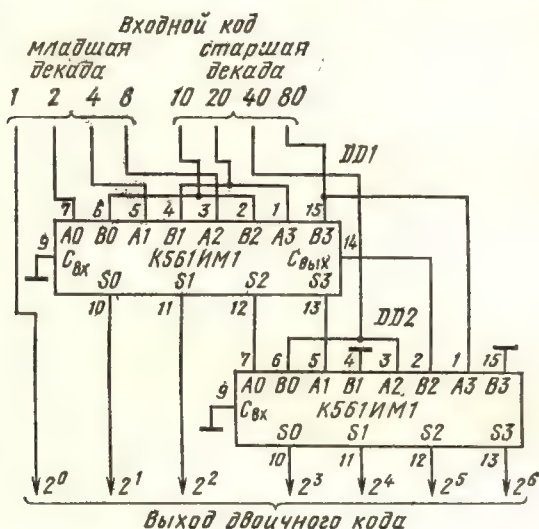 Входной код
младшая старшая
декада декада
1 2 4 8 10 20 40 80
DD1
7 6 5 4 3 2 1 15
A0 B0 A1 B1 A2 B2 A3 B3
9 14
Cвх К561ИМ1 Cвых
S0 S1 S2 S3
10 11 12 13
DD2
7 6 5 4 3 2 1 15
A0 B0 A1 B1 A2 B2 A3 B3
9
Cвх К561ИМ1
S0 S1 S2 S3
10 11 12 13
2⁰ 2¹ 2² 2³ 2⁴ 2⁵ 2⁶
Выход двоичного кода